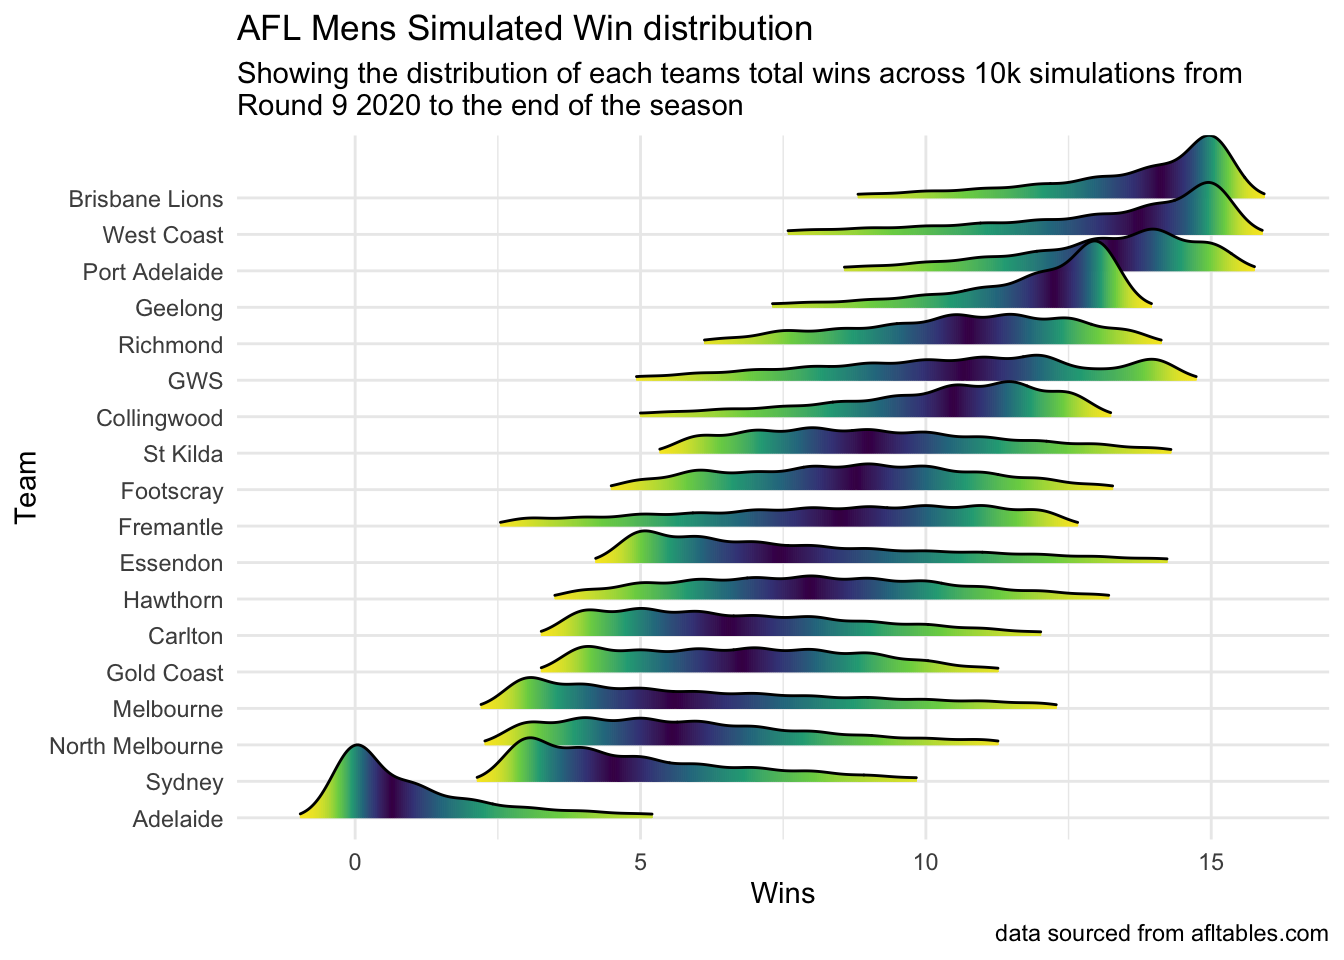 AFL Mens Simulated Win distribution
Showing the distribution of each teams total wins across 10k simulations from
Round 9 2020 to the end of the season
Team
Brisbane Lions
West Coast
Port Adelaide
Geelong
Richmond
GWS
Collingwood
St Kilda
Footscray
Fremantle
Essendon
Hawthorn
Carlton
Gold Coast
Melbourne
North Melbourne
Sydney
Adelaide
0 5 10 15
Wins
data sourced from afltables.com